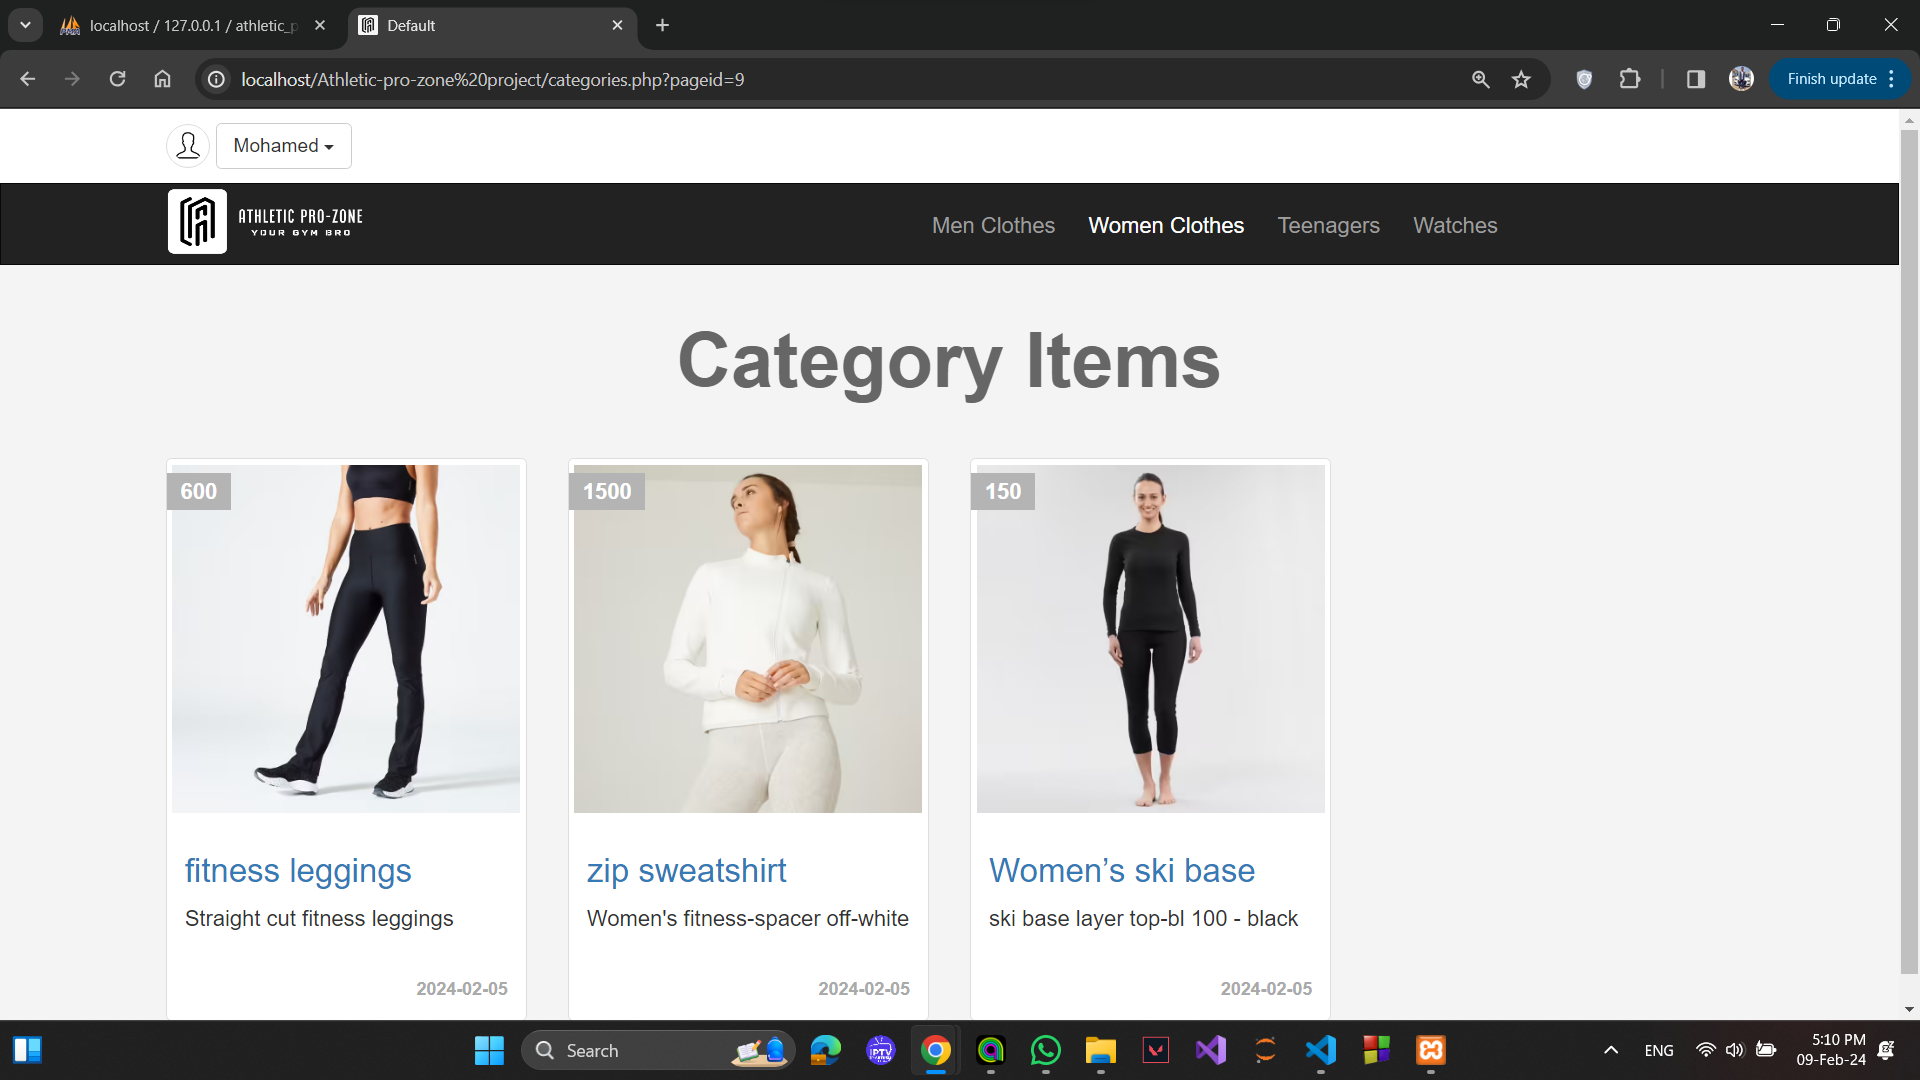 localhost / 127.0.0.1 / athletic_p
Default
localhost/Athletic-pro-zone%20project/categories.php?pageid=9
Finish update
Mohamed
ATHLETIC PRO-ZONE
YOUR GYM BRO
Men Clothes
Women Clothes
Teenagers
Watches
Category Items
600
1500
150
fitness leggings
Straight cut fitness leggings
2024-02-05
zip sweatshirt
Women's fitness-spacer off-white
2024-02-05
Women’s ski base
ski base layer top-bl 100 - black
2024-02-05
Search
IPTV
ENG
5:10 PM
09-Feb-24